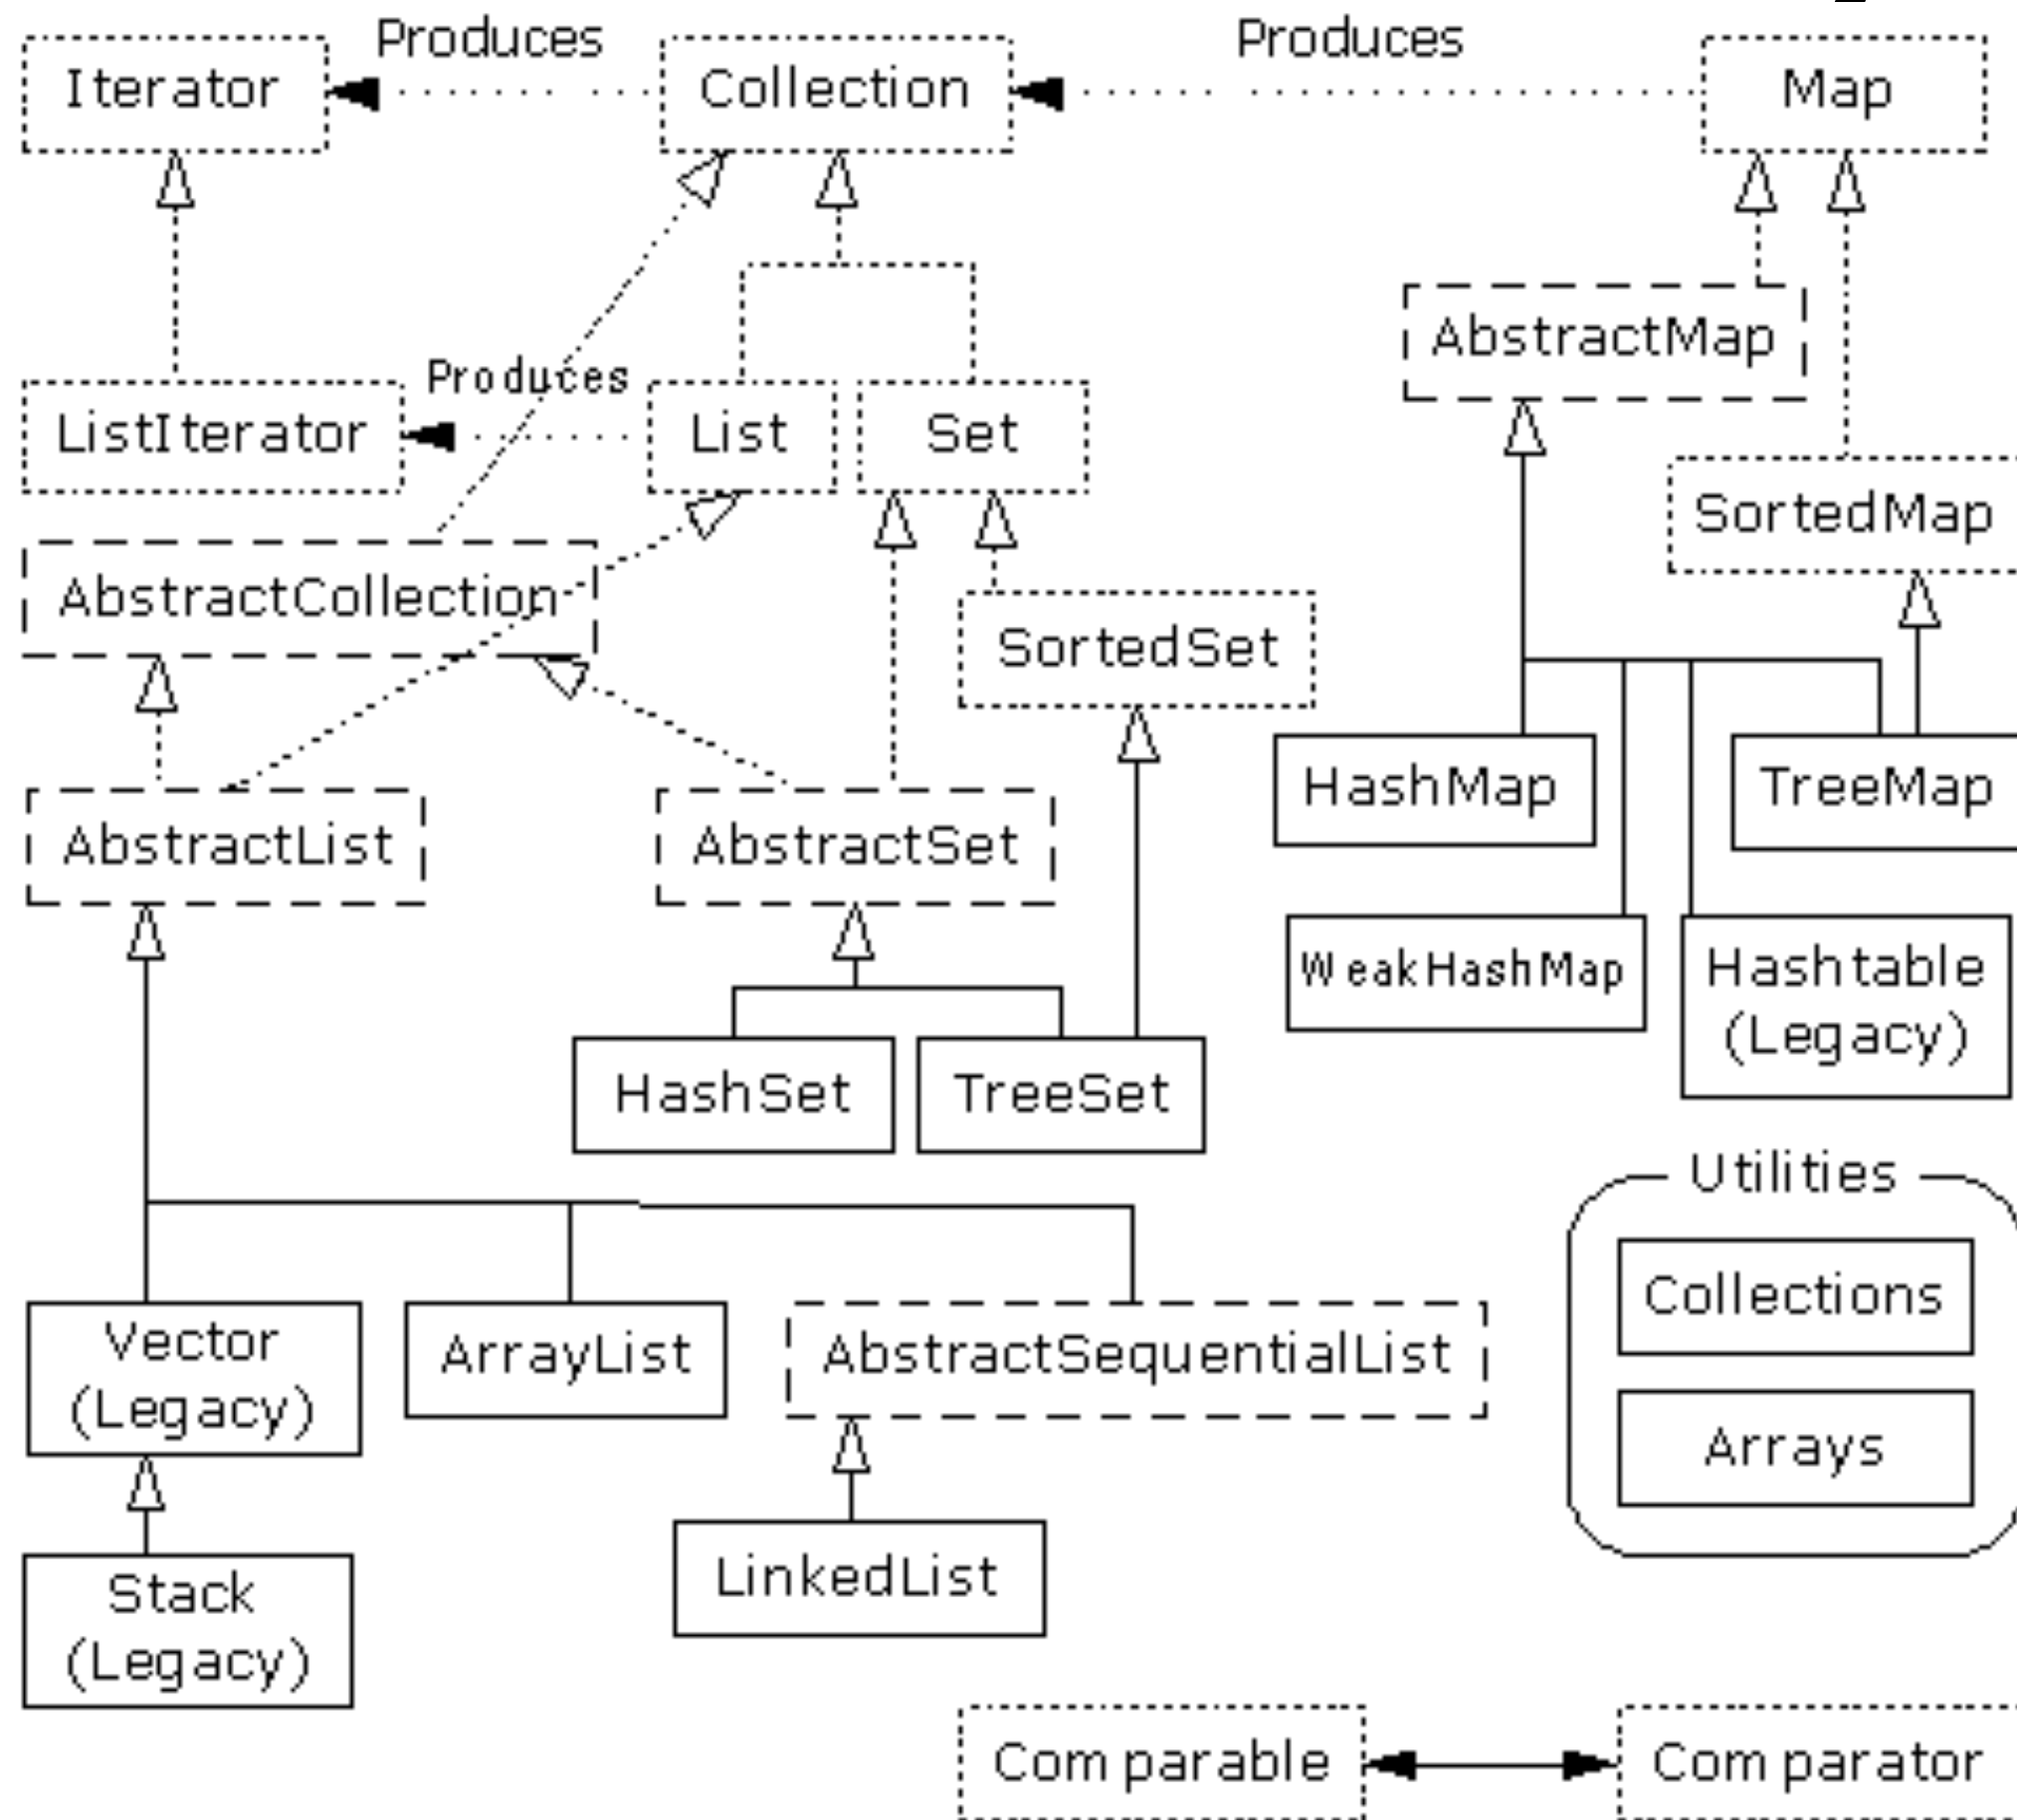 Produces
Produces
Iterator
Collection
Map
AbstractMap
Produces
ListIterator
List
Set
SortedMap
AbstractCollection
SortedSet
HashMap
TreeMap
AbstractList
AbstractSet
WeakHashMap
Hashtable
(Legacy)
HashSet
TreeSet
Utilities
Collections
Vector
(Legacy)
ArrayList
AbstractSequentialList
Arrays
LinkedList
Stack
(Legacy)
Comparable
Comparator